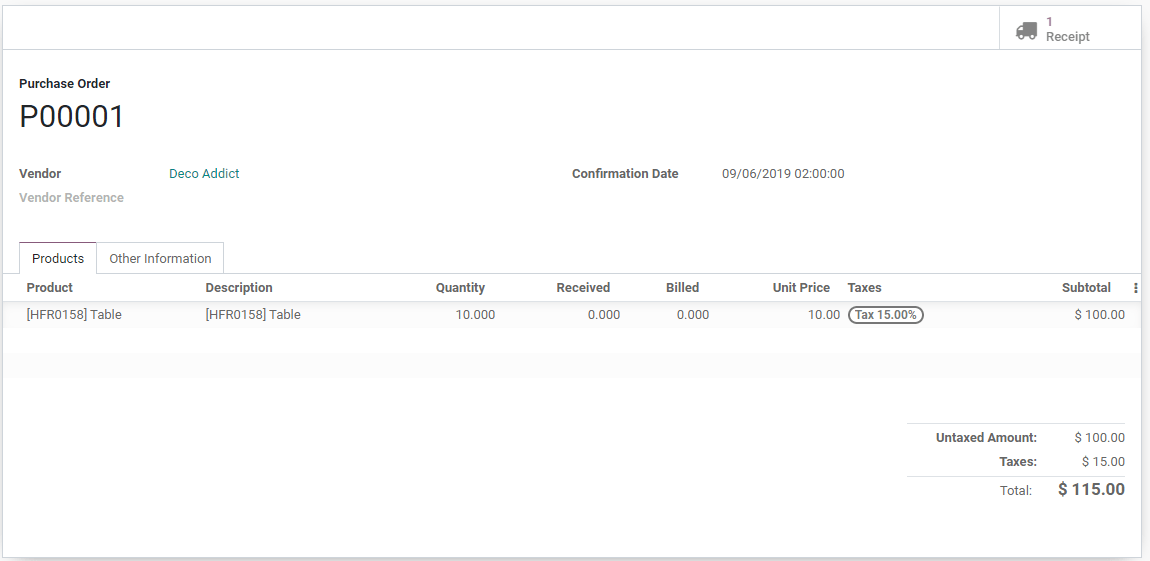 1
Receipt
Purchase Order
P00001
Vendor Deco Addict Confirmation Date 09/06/2019 02:00:00
Vendor Reference
Products Other Information
Product Description Quantity Received Billed Unit Price Taxes Subtotal
[HFR0158] Table [HFR0158] Table 10.000 0.000 0.000 10.00 Tax 15.00% $ 100.00
Untaxed Amount: $ 100.00
Taxes: $ 15.00
Total: $ 115.00